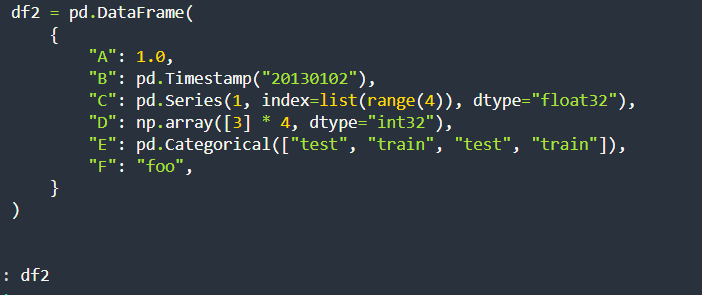 df2 = pd.DataFrame(
    {
        "A": 1.0,
        "B": pd.Timestamp("20130102"),
        "C": pd.Series(1, index=list(range(4)), dtype="float32"),
        "D": np.array([3] * 4, dtype="int32"),
        "E": pd.Categorical(["test", "train", "test", "train"]),
        "F": "foo",
    }
)
: df2